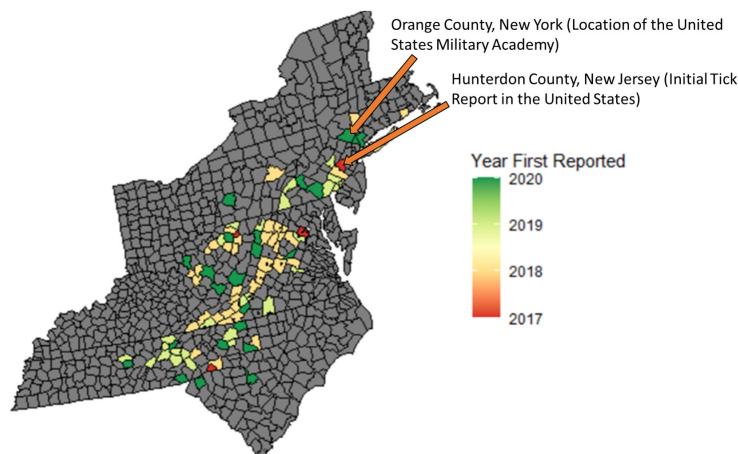 Orange County, New York (Location of the United
States Military Academy)
Hunterdon County, New Jersey (Initial Tick
Report in the United States)
Year First Reported
2020
2019
2018
2017